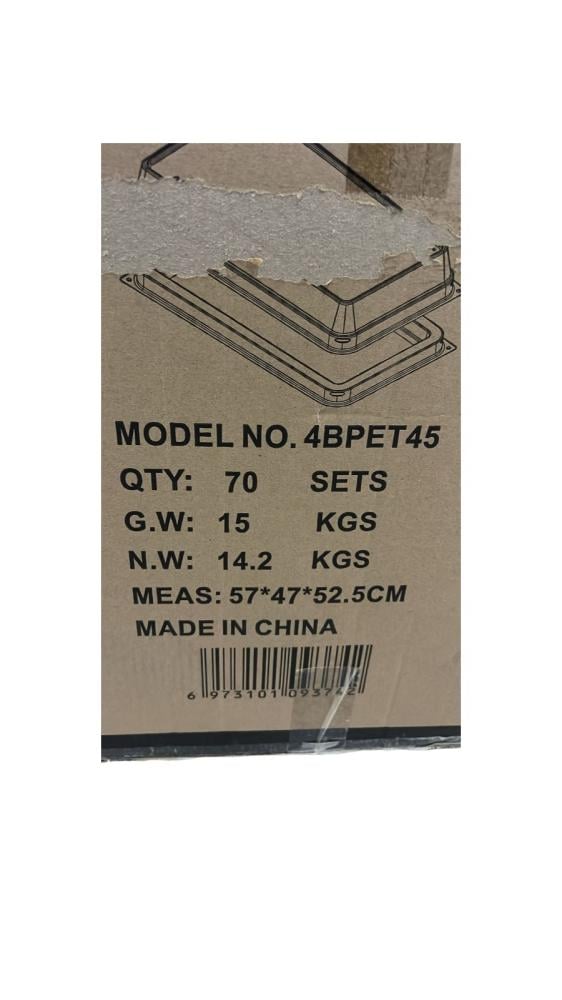 MODEL NO. 4BPET45
QTY: 70 SETS
G.W: 15 KGS
N.W: 14.2 KGS
MEAS: 57*47*52.5CM
MADE IN CHINA
6 973101 093742